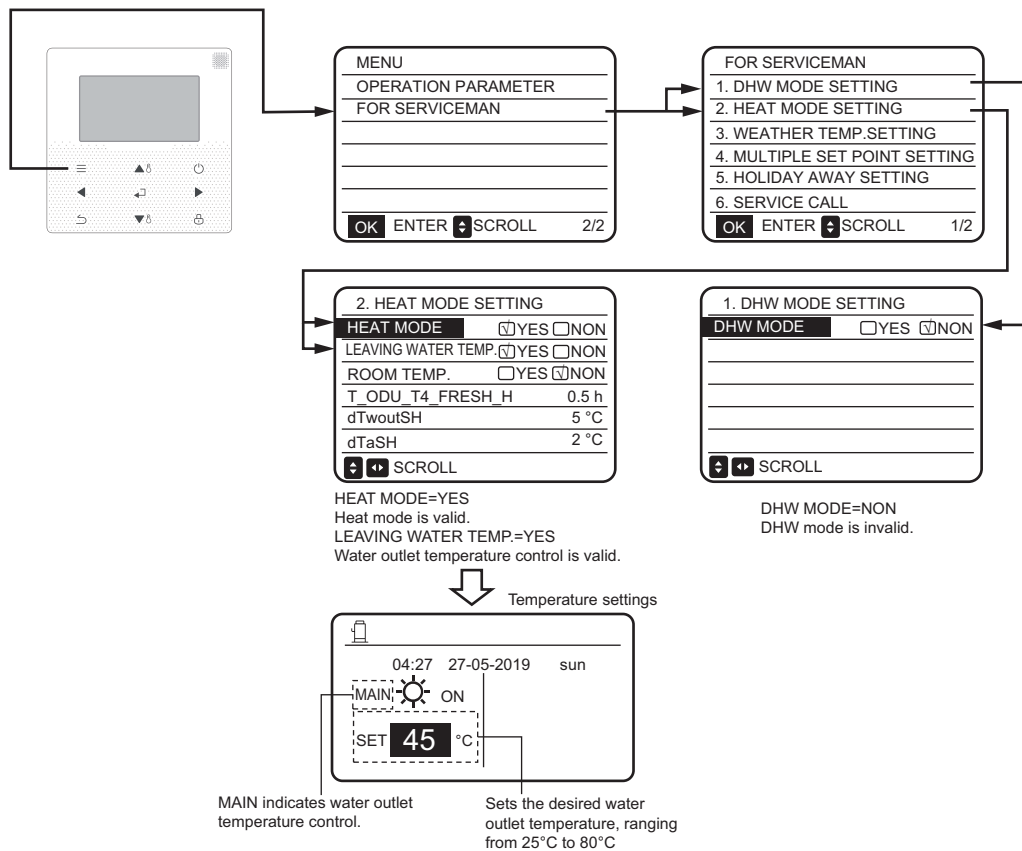 MENU
OPERATION PARAMETER
FOR SERVICEMAN
OK ENTER SCROLL 2/2
FOR SERVICEMAN
1. DHW MODE SETTING
2. HEAT MODE SETTING
3. WEATHER TEMP.SETTING
4. MULTIPLE SET POINT SETTING
5. HOLIDAY AWAY SETTING
6. SERVICE CALL
OK ENTER SCROLL 1/2
2. HEAT MODE SETTING
HEAT MODE YES NON
LEAVING WATER TEMP. YES NON
ROOM TEMP. YES NON
T_ODU_T4_FRESH_H 0.5 h
dTwoutSH 5 °C
dTaSH 2 °C
SCROLL
1. DHW MODE SETTING
DHW MODE YES NON
SCROLL
HEAT MODE=YES
Heat mode is valid.
LEAVING WATER TEMP.=YES
Water outlet temperature control is valid.
DHW MODE=NON
DHW mode is invalid.
Temperature settings
04:27 27-05-2019 sun
MAIN ON
SET 45 °C
MAIN indicates water outlet
temperature control.
Sets the desired water
outlet temperature, ranging
from 25°C to 80°C